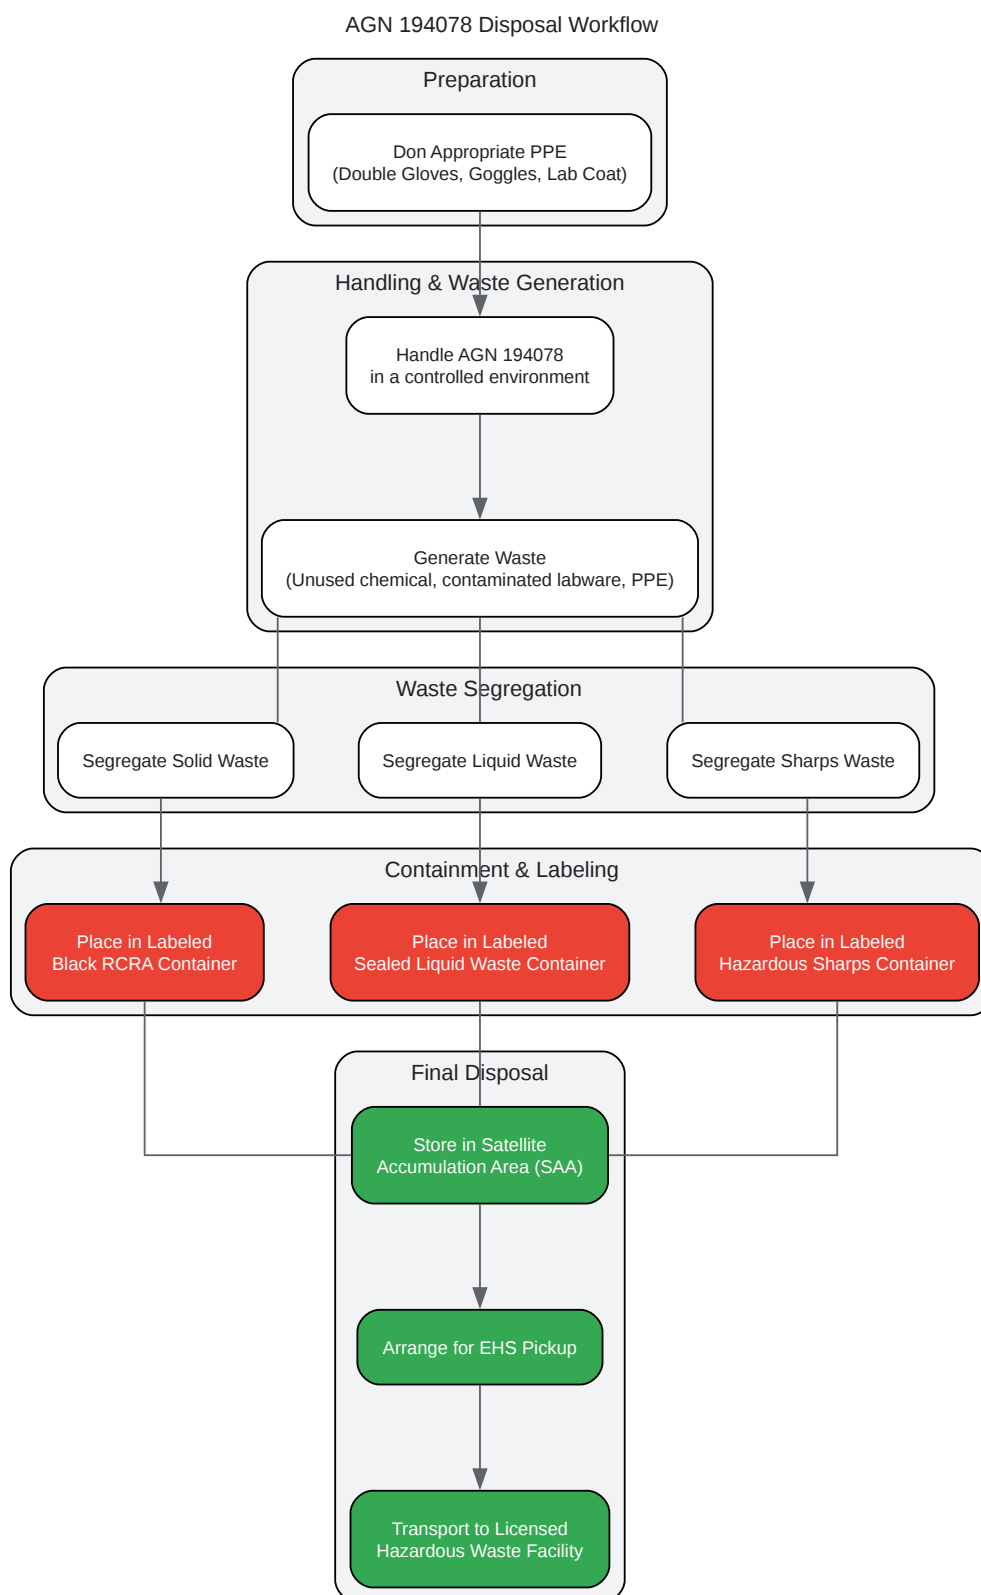 AGN 194078 Disposal Workflow
Preparation
Don Appropriate PPE
(Double Gloves, Goggles, Lab Coat)
Handling & Waste Generation
Handle AGN 194078
in a controlled environment
Generate Waste
(Unused chemical, contaminated labware, PPE)
Waste Segregation
Segregate Solid Waste
Segregate Liquid Waste
Segregate Sharps Waste
Containment & Labeling
Place in Labeled
Black RCRA Container
Place in Labeled
Sealed Liquid Waste Container
Place in Labeled
Hazardous Sharps Container
Final Disposal
Store in Satellite
Accumulation Area (SAA)
Arrange for EHS Pickup
Transport to Licensed
Hazardous Waste Facility